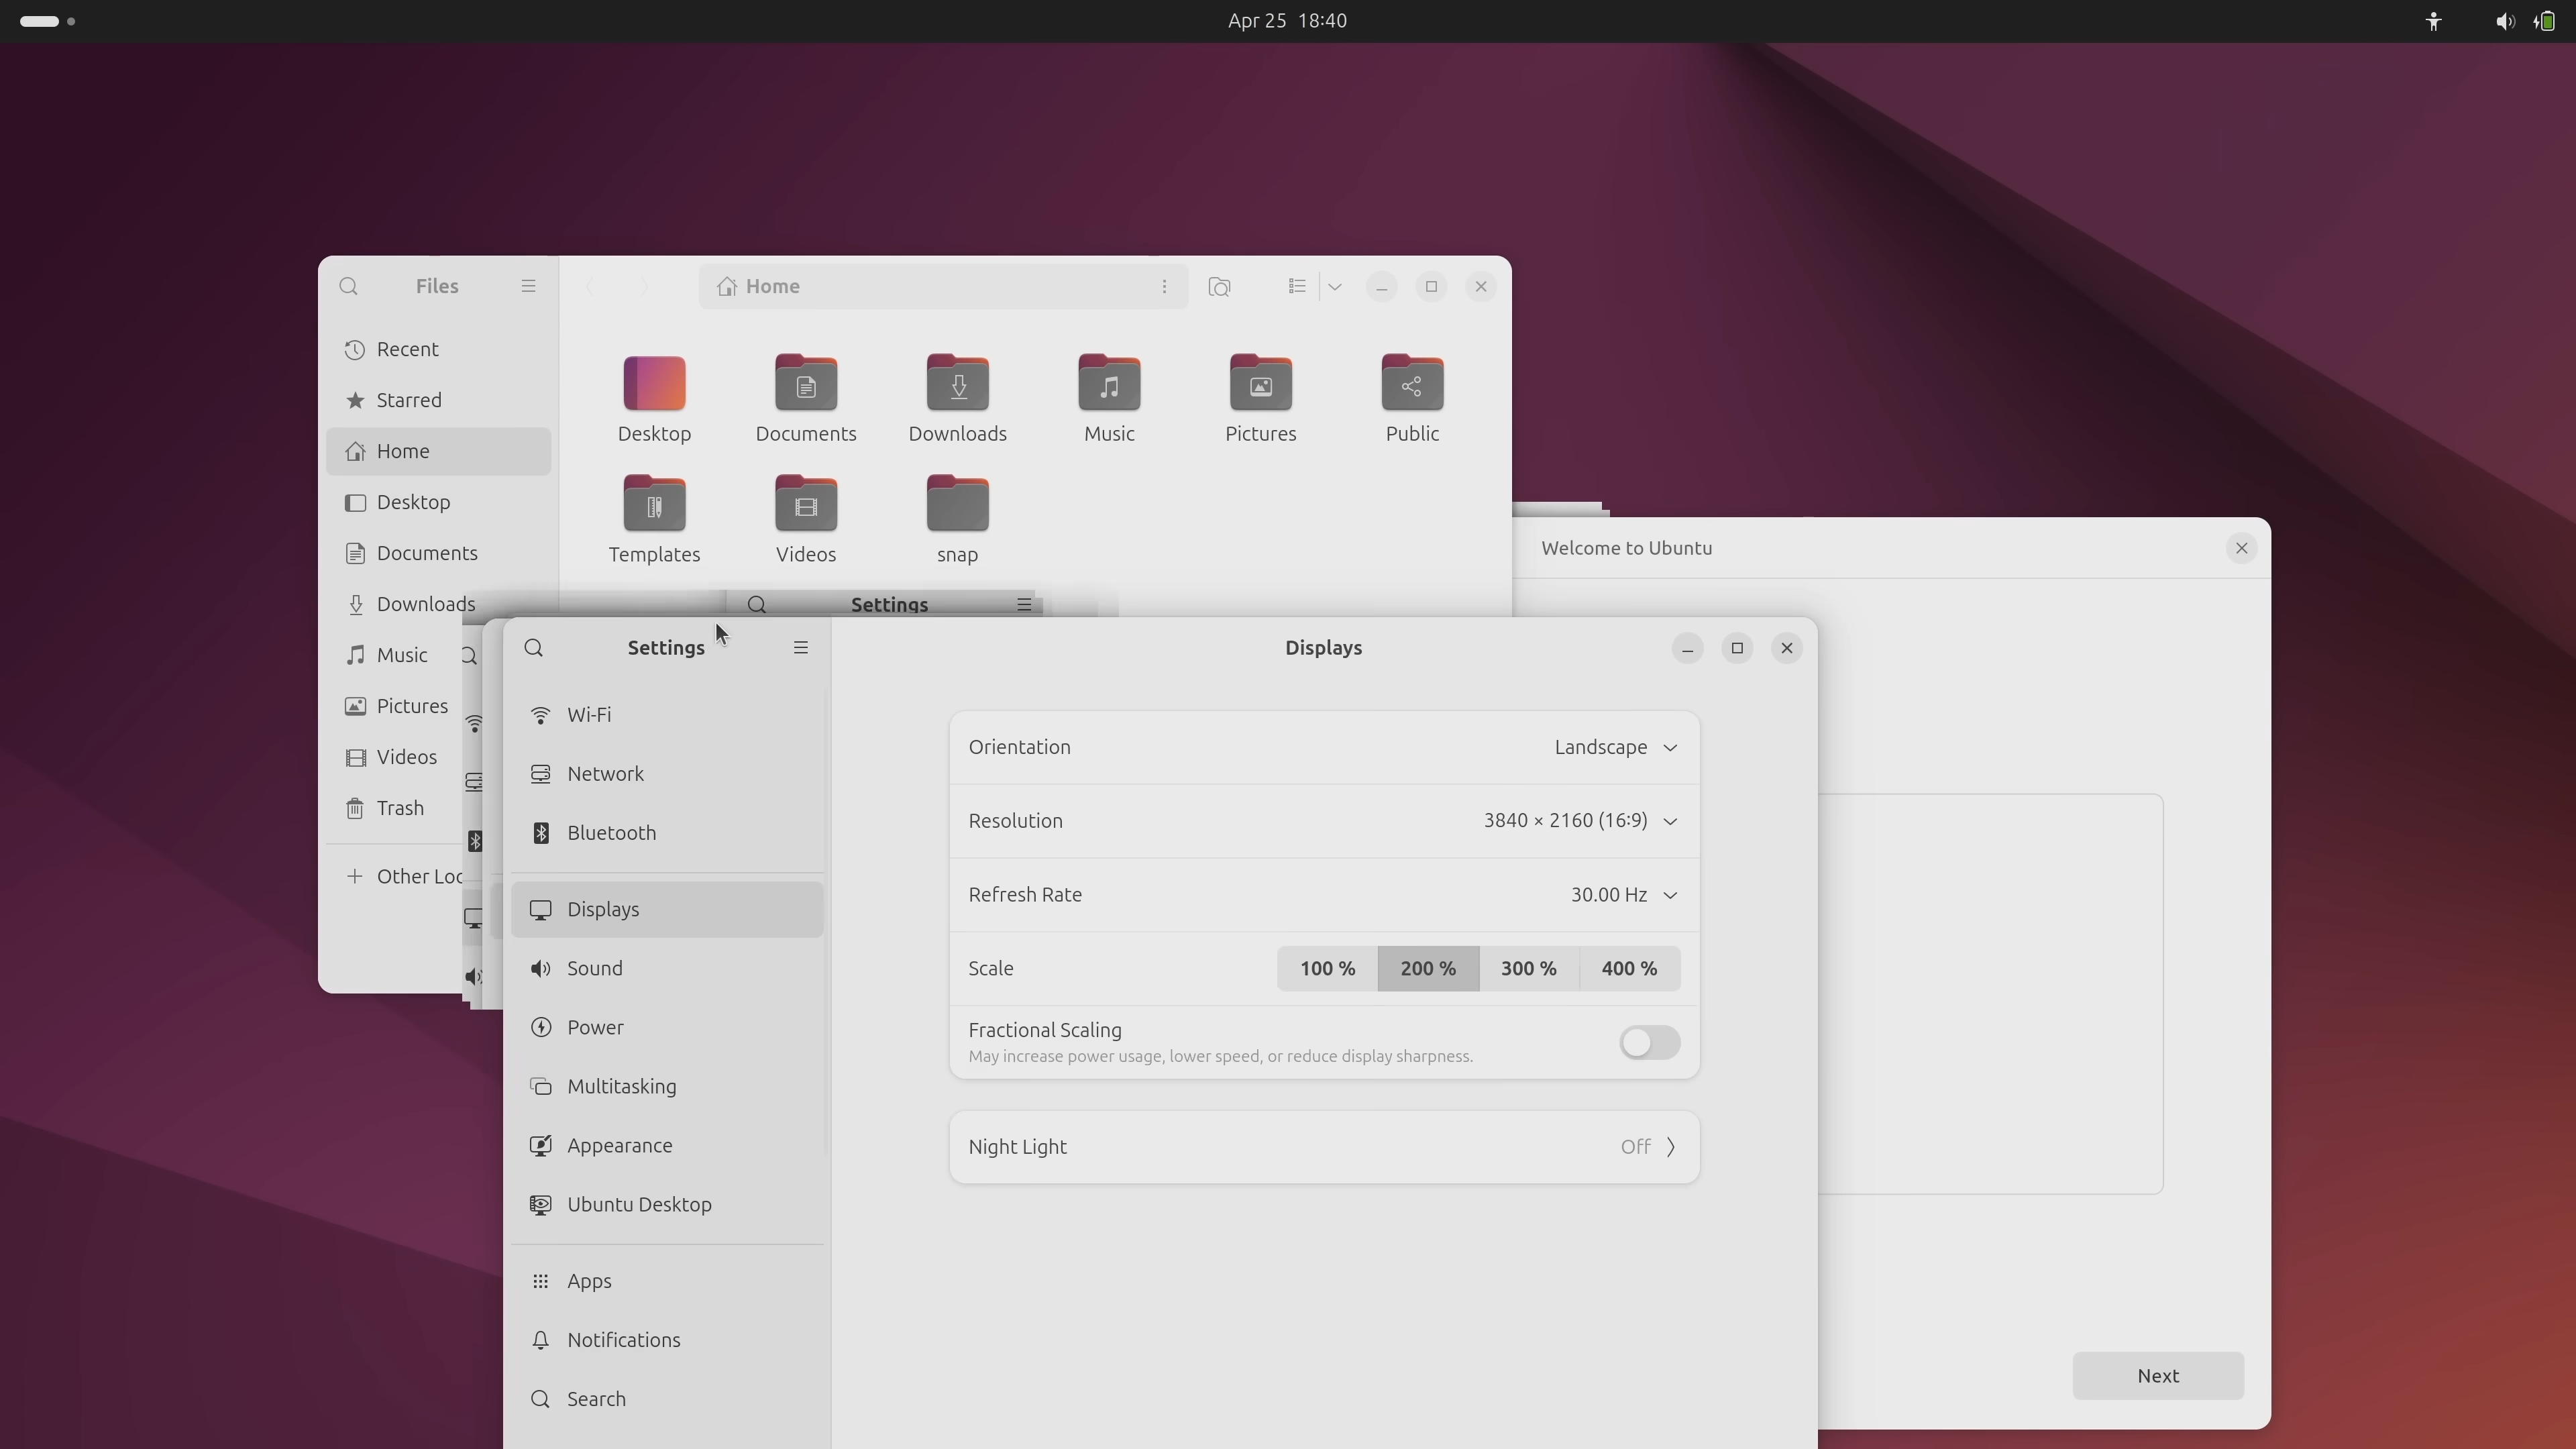 Apr 25 18:40
Files
Home
Recent
Starred
Home
Desktop
Documents
Downloads
Music
Pictures
Videos
Trash
Other Loc
Desktop
Documents
Downloads
Music
Pictures
Public
Templates
Videos
snap
Welcome to Ubuntu
Next
Settings
Settings
Displays
Wi-Fi
Network
Bluetooth
Displays
Sound
Power
Multitasking
Appearance
Ubuntu Desktop
Apps
Notifications
Search
Orientation
Landscape
Resolution
3840 × 2160 (16:9)
Refresh Rate
30.00 Hz
Scale
100 % 200 % 300 % 400 %
Fractional Scaling
May increase power usage, lower speed, or reduce display sharpness.
Night Light
Off